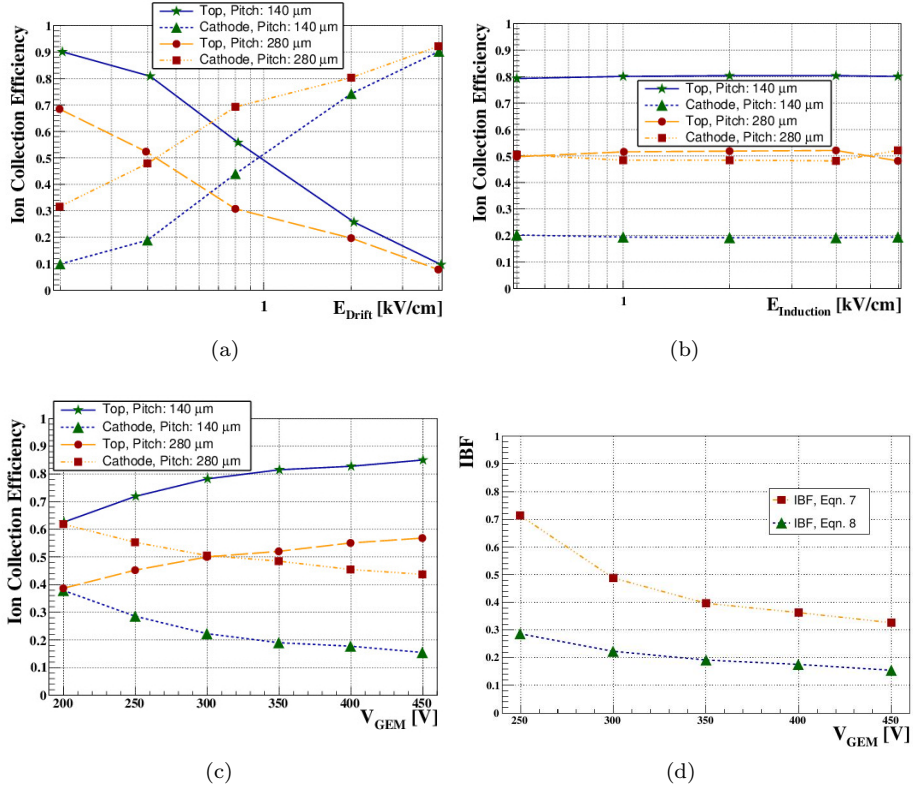 Top, Pitch: 140 μm
Cathode, Pitch: 140 μm
Top, Pitch: 280 μm
Cathode, Pitch: 280 μm
Ion Collection Efficiency
1
0.9
0.8
0.7
0.6
0.5
0.4
0.3
0.2
0.1
1
E_Drift [kV/cm]
(a)
Ion Collection Efficiency
1
0.9
0.8
0.7
0.6
0.5
0.4
0.3
0.2
0.1
0
Top, Pitch: 140 μm
Cathode, Pitch: 140 μm
Top, Pitch: 280 μm
Cathode, Pitch: 280 μm
1
E_Induction [kV/cm]
(b)
Top, Pitch: 140 μm
Cathode, Pitch: 140 μm
Top, Pitch: 280 μm
Cathode, Pitch: 280 μm
Ion Collection Efficiency
1
0.9
0.8
0.7
0.6
0.5
0.4
0.3
0.2
0.1
0
200 250 300 350 400 450
V_GEM [V]
(c)
IBF
1
0.9
0.8
0.7
0.6
0.5
0.4
0.3
0.2
0.1
0
IBF, Eqn. 7
IBF, Eqn. 8
250 300 350 400 450
V_GEM [V]
(d)